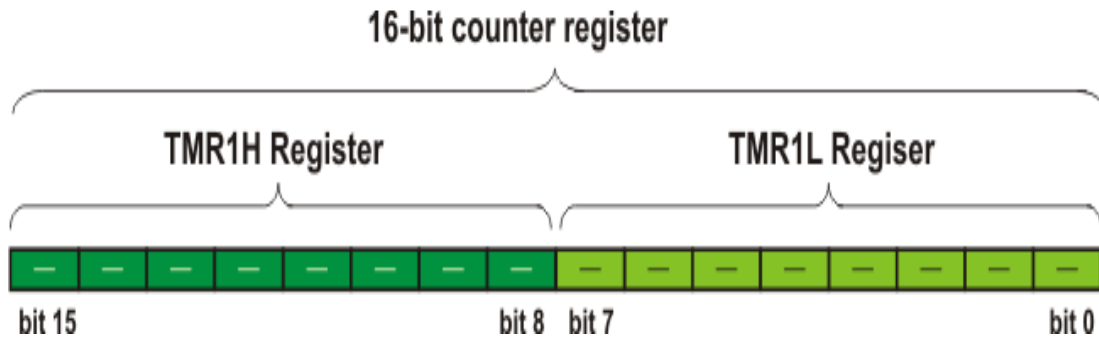 16-bit counter register
TMR1H Register
TMR1L Regiser
bit 15
bit 8
bit 7
bit 0